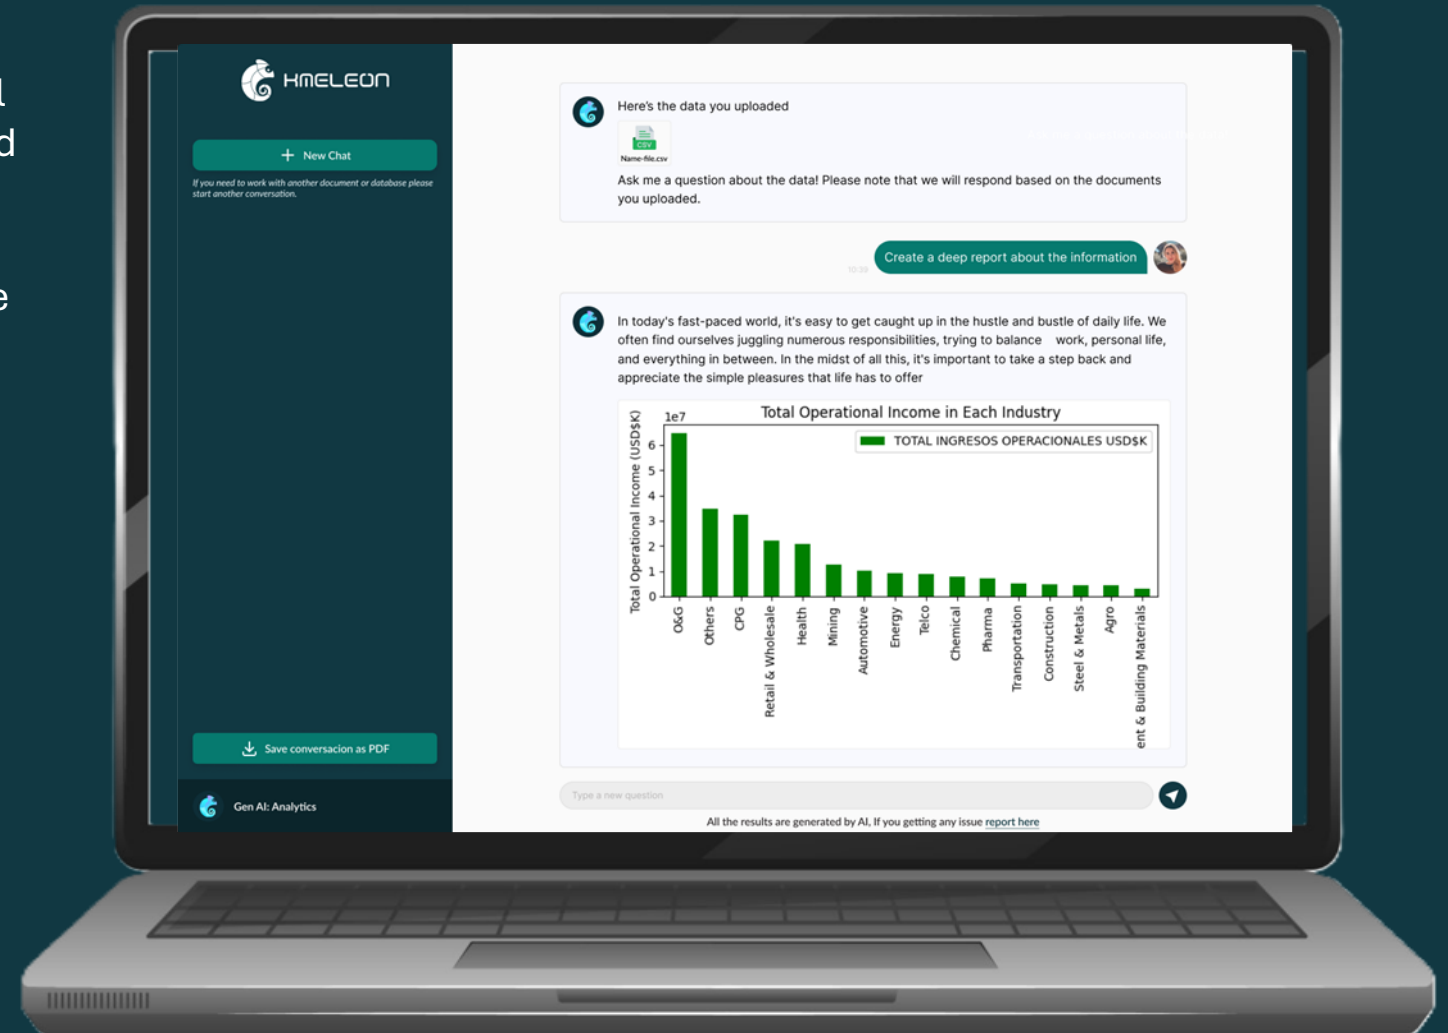 KMELEON
+ New Chat
If you need to work with another document or database please
start another conversation.
Save conversacion as PDF
Gen AI: Analytics
Here's the data you uploaded
CSV
Name-file.csv
Ask me a question about the data! Please note that we will respond based on the documents
you uploaded.
Create a deep report about the information
10:39
In today's fast-paced world, it's easy to get caught up in the hustle and bustle of daily life. We
often find ourselves juggling numerous responsibilities, trying to balance work, personal life,
and everything in between. In the midst of all this, it's important to take a step back and
appreciate the simple pleasures that life has to offer
Total Operational Income in Each Industry
1e7
TOTAL INGRESOS OPERACIONALES USD$K
Total Operational Income (USD$K)
6
5
4
3
2
1
0
O&G
Others
CPG
Retail & Wholesale
Health
Mining
Automotive
Energy
Telco
Chemical
Pharma
Transportation
Construction
Steel & Metals
Agro
ent & Building Materials
Type a new question
All the results are generated by AI, If you getting any issue report here